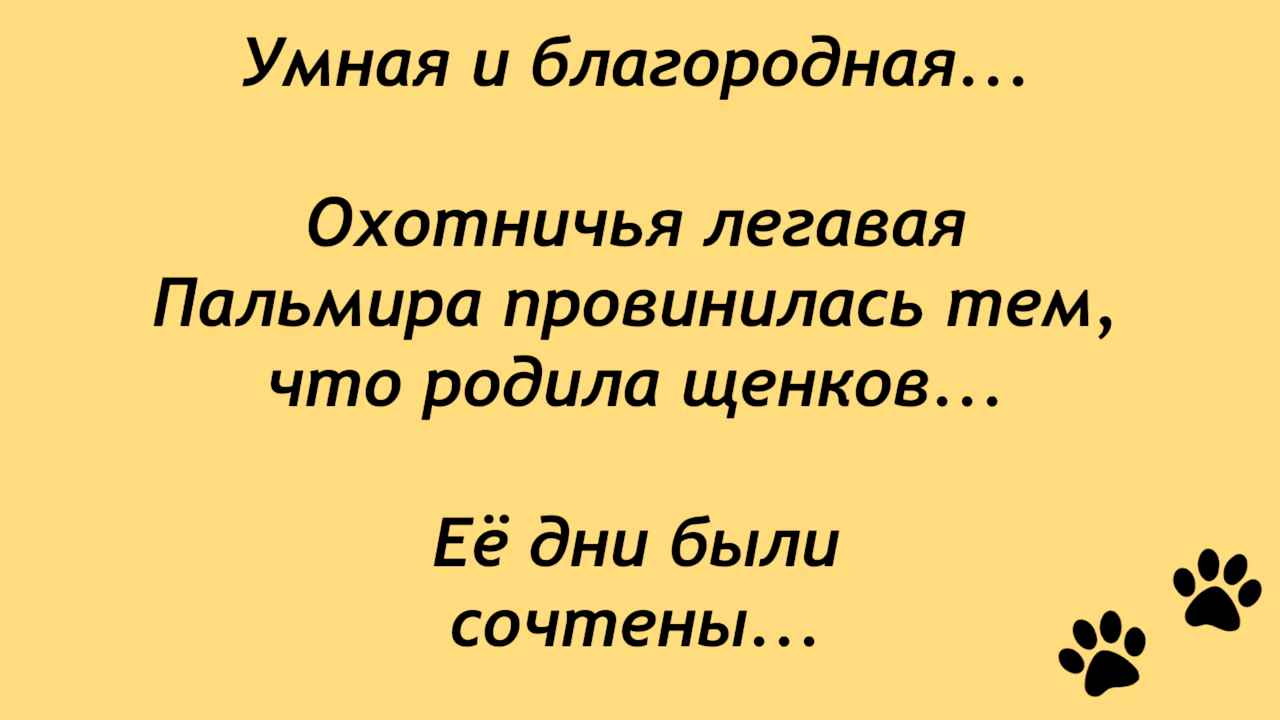 Умная и благородная...
Охотничья легавая
Пальмира провинилась тем,
что родила щенков...
Её дни были
сочтены...